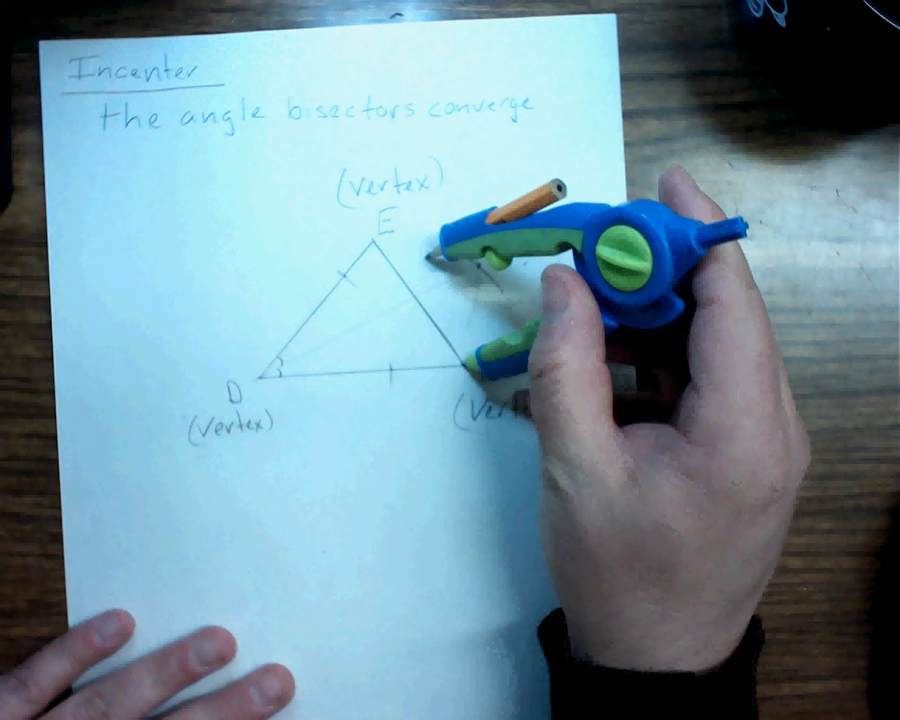 Incenter
the angle bisectors converge
(vertex)
E
D
(vertex)